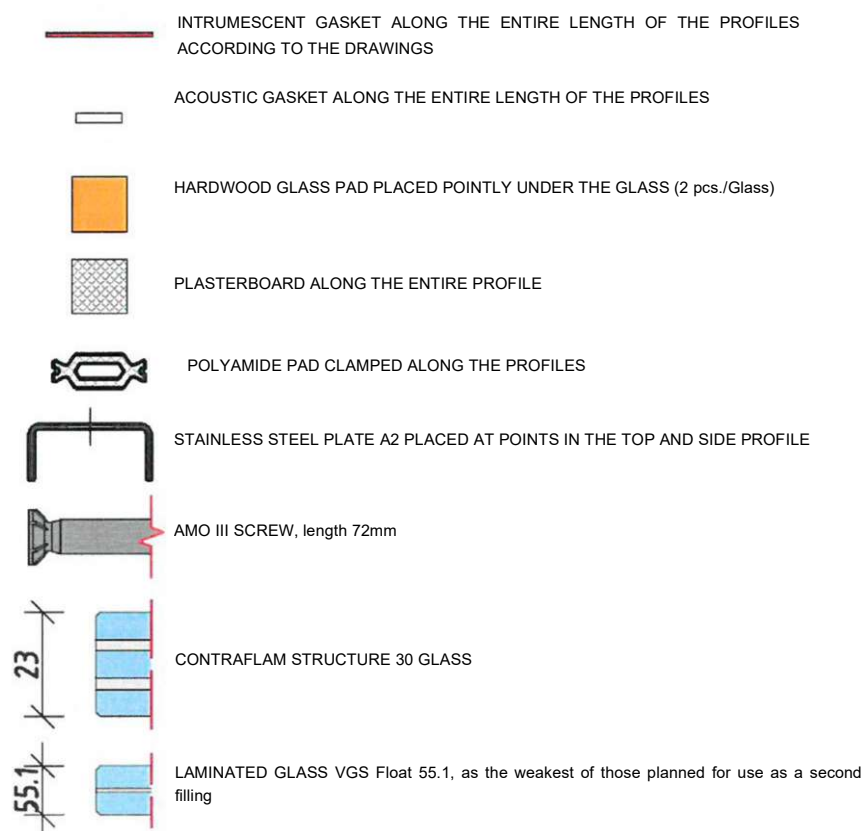 INTRUMESCENT GASKET ALONG THE ENTIRE LENGTH OF THE PROFILES
ACCORDING TO THE DRAWINGS
ACOUSTIC GASKET ALONG THE ENTIRE LENGTH OF THE PROFILES
HARDWOOD GLASS PAD PLACED POINTLY UNDER THE GLASS (2 pcs./Glass)
PLASTERBOARD ALONG THE ENTIRE PROFILE
POLYAMIDE PAD CLAMPED ALONG THE PROFILES
STAINLESS STEEL PLATE A2 PLACED AT POINTS IN THE TOP AND SIDE PROFILE
AMO III SCREW, length 72mm
23
CONTRAFLAM STRUCTURE 30 GLASS
55.1
LAMINATED GLASS VGS Float 55.1, as the weakest of those planned for use as a second
filling